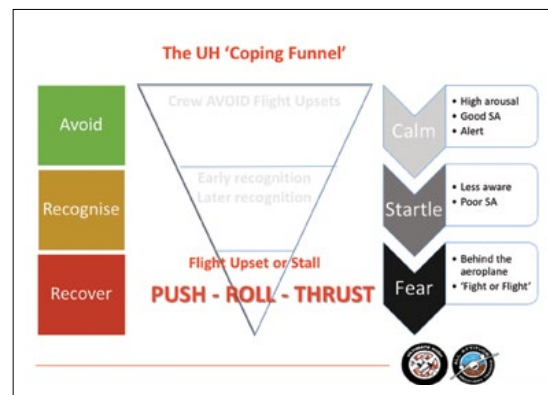 The UH 'Coping Funnel'
Avoid
Crew AVOID Flight Upsets
Calm
• High arousal
• Good SA
• Alert
Recognise
Early recognition
Later recognition
Startle
• Less aware
• Poor SA
Recover
Flight Upset or Stall
PUSH - ROLL - THRUST
Fear
• Behind the
aeroplane
• 'Fight or Flight'